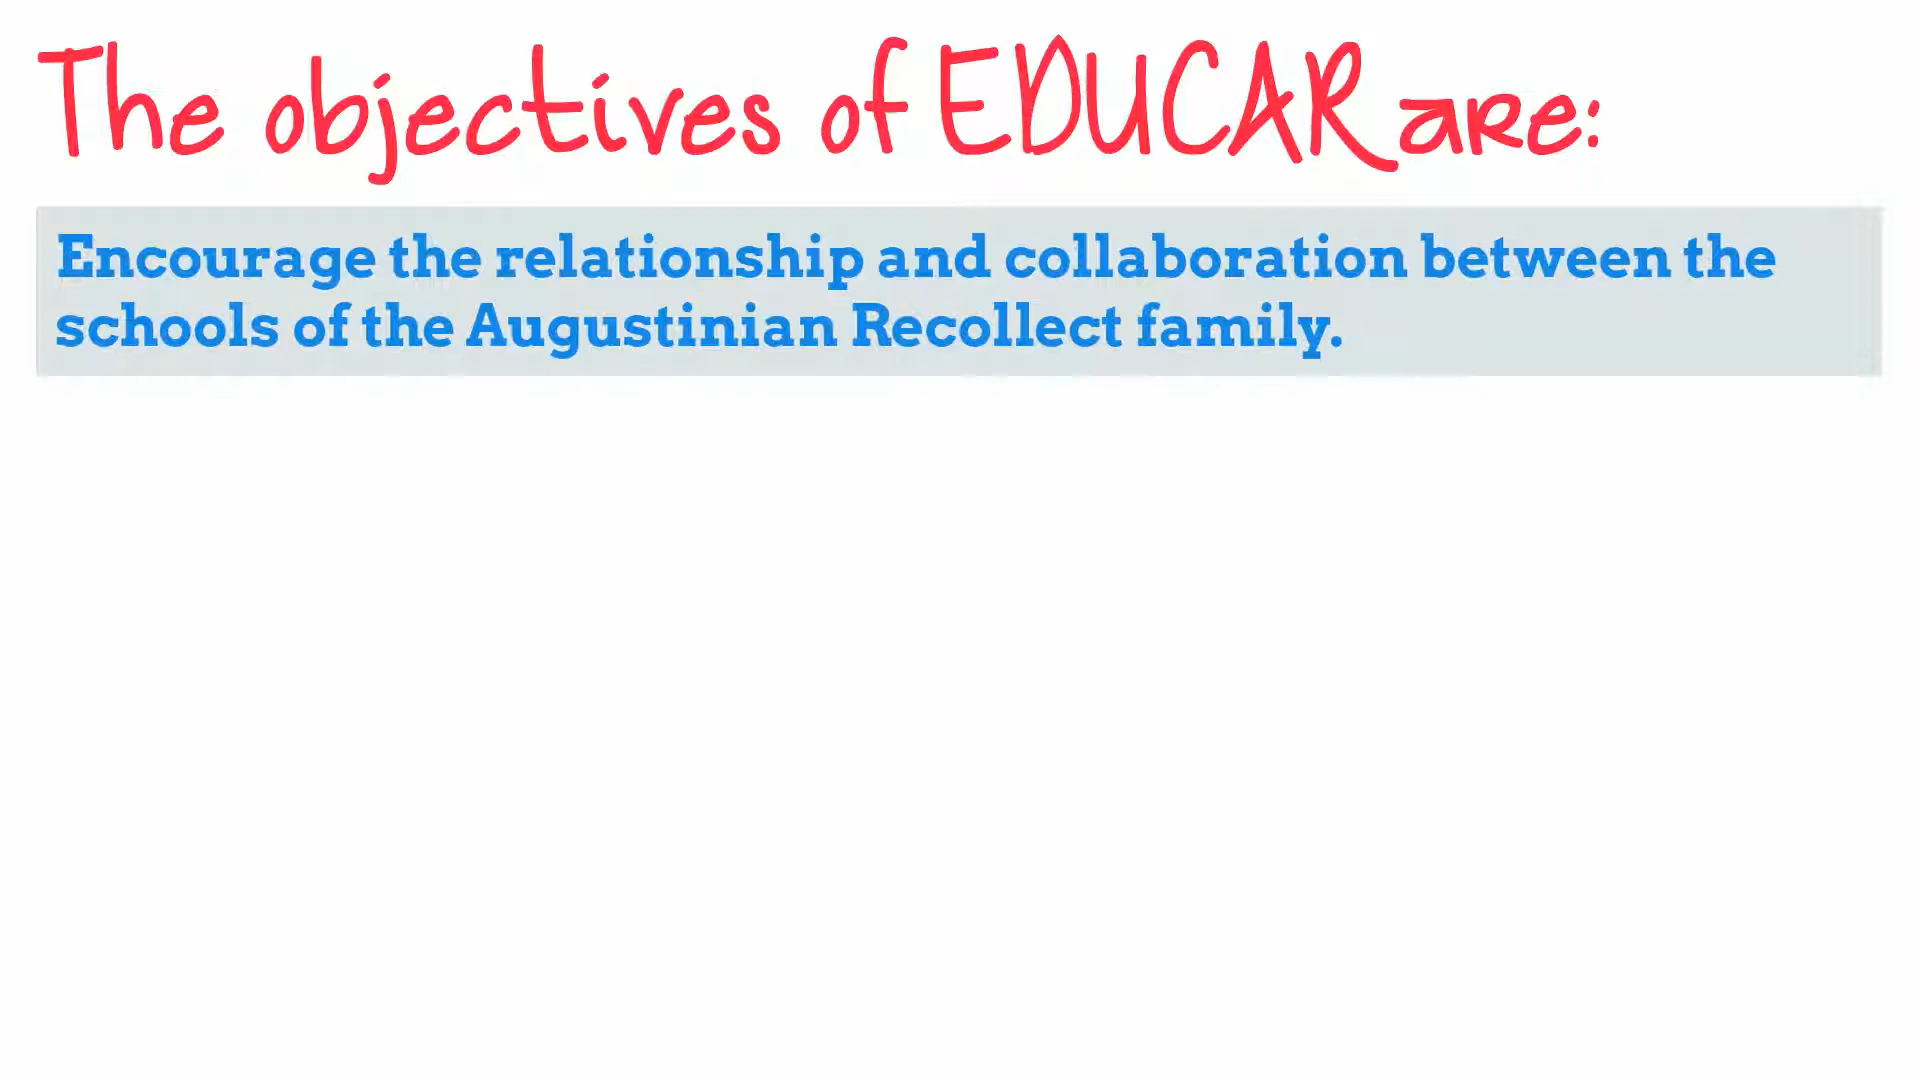 The objectives of EDUCAR are:
Encourage the relationship and collaboration between the
schools of the Augustinian Recollect family.